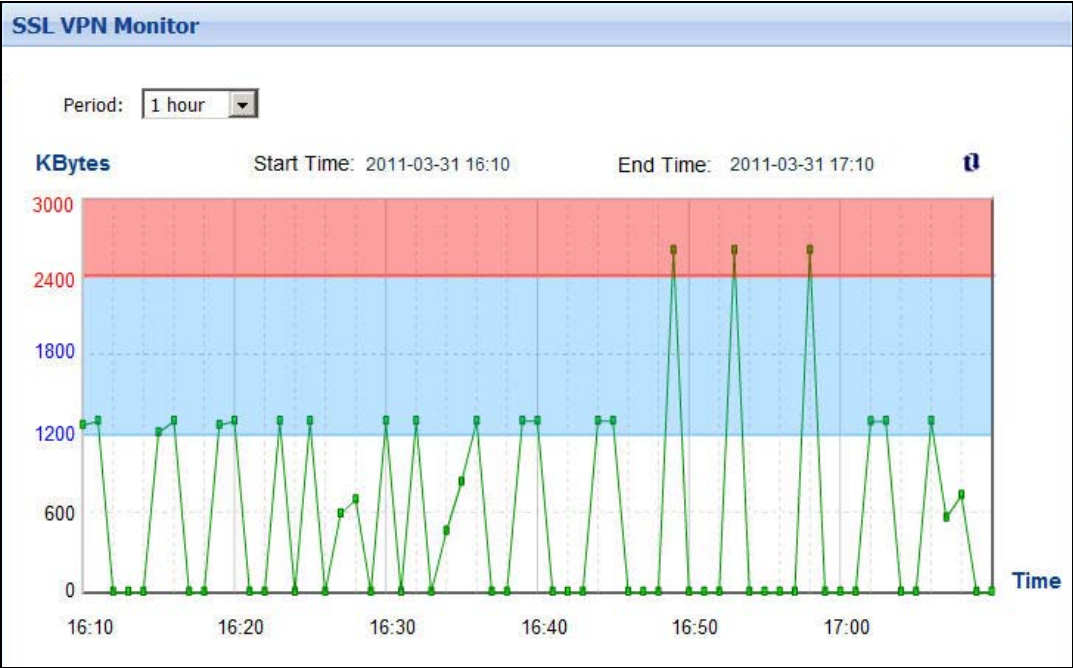 SSL VPN Monitor
Period: 1 hour
KBytes Start Time: 2011-03-31 16:10 End Time: 2011-03-31 17:10
3000
2400
1800
1200
600
0
Time
16:10 16:20 16:30 16:40 16:50 17:00